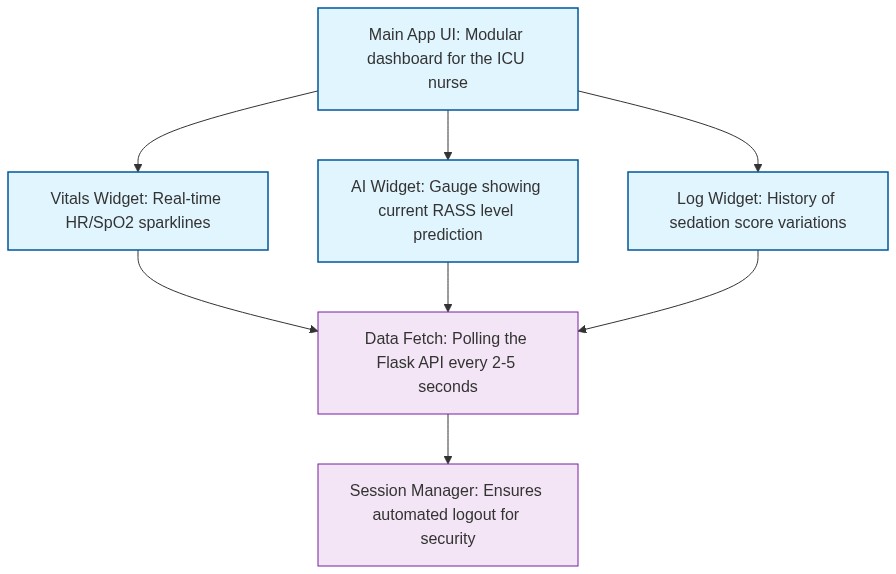 Main App UI: Modular
dashboard for the ICU
nurse
Vitals Widget: Real-time
HR/SpO2 sparklines
AI Widget: Gauge showing
current RASS level
prediction
Log Widget: History of
sedation score variations
Data Fetch: Polling the
Flask API every 2-5
seconds
Session Manager: Ensures
automated logout for
security